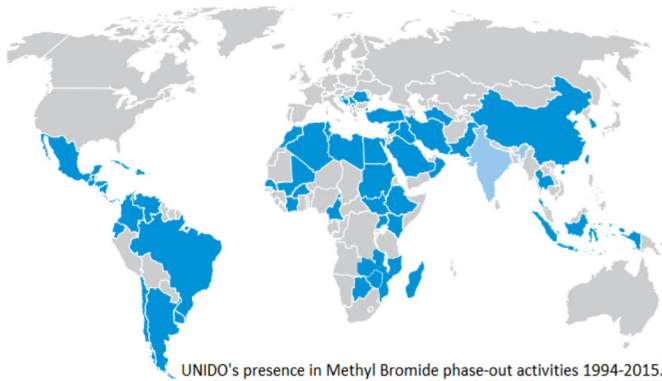 UNIDO's presence in Methyl Bromide phase-out activities 1994-2015.